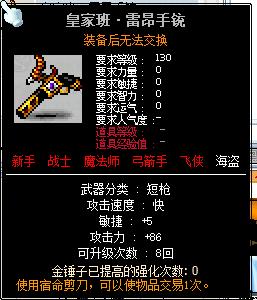 皇家班·雷昂手铳
装备后无法交换
要求等级： 130
要求力量： 0
要求敏捷： 0
要求智力： 0
要求运气： 0
要求人气度： -
道具等级： -
道具经验值： -
新手 战士 魔法师 弓箭手 飞侠 海盗
武器分类 : 短枪
攻击速度 : 快
敏捷 : +5
攻击力 : +86
可升级次数 : 8回
金锤子已提高的强化次数: 0
使用宿命剪刀，可以使物品交易1次。